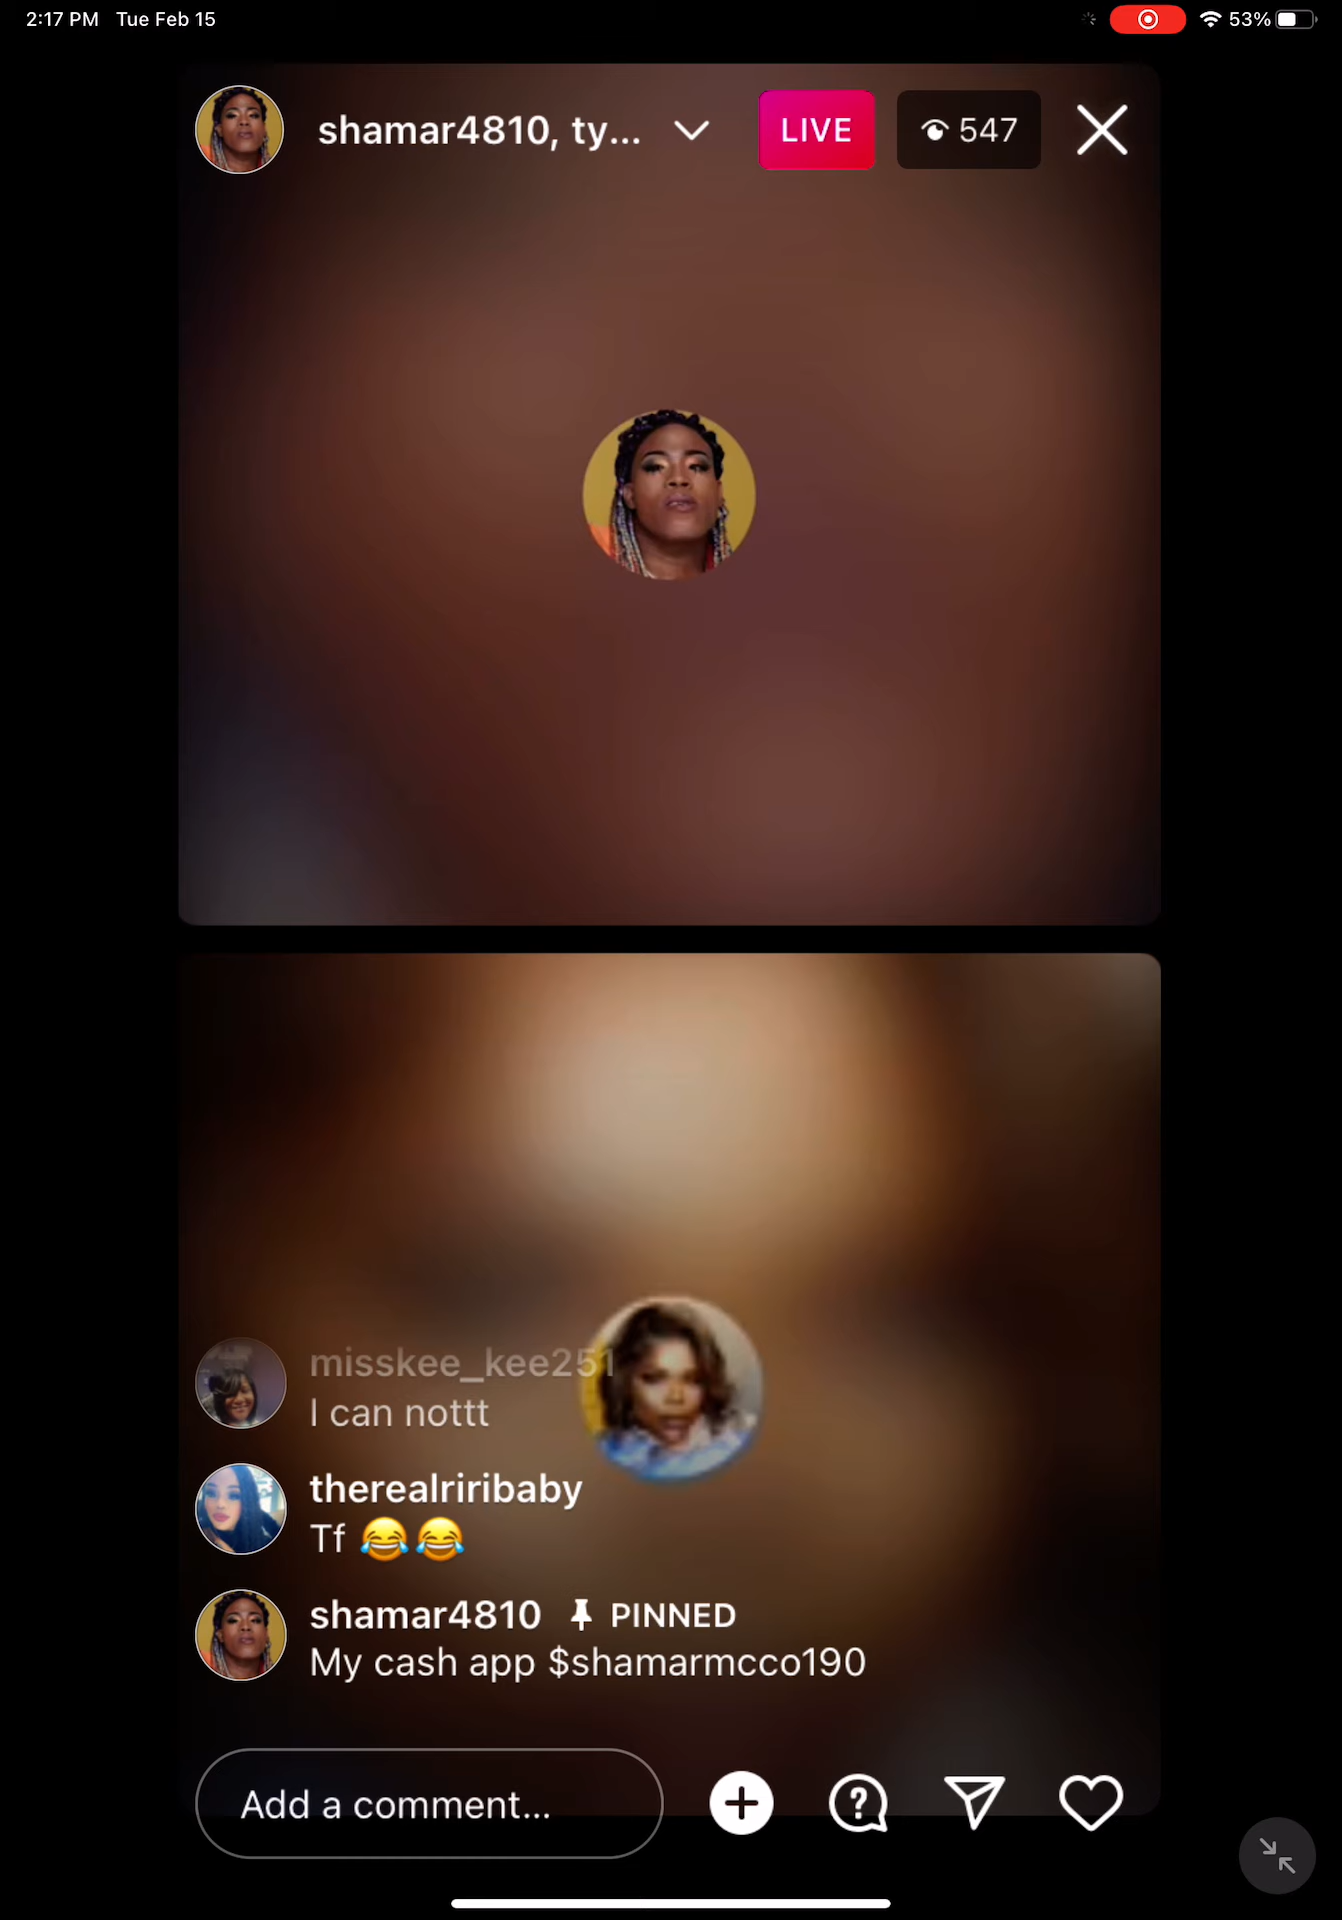 2:17 PM Tue Feb 15
53%
shamar4810, ty...
LIVE
547
misskee_kee251
I can nottt
therealriribaby
Tf 😂😂
shamar4810 PINNED
My cash app $shamarmcco190
Add a comment...